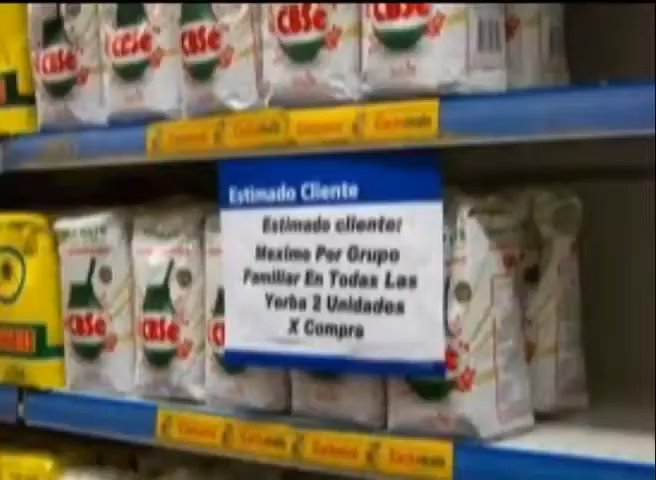 CBSe CBSe CBSe CBSe CBSe
Estimado Cliente
Estimado cliente:
Maximo Por Grupo
Familiar En Todas Las
Yerba 2 Unidades
X Compra
CBSe CBSe